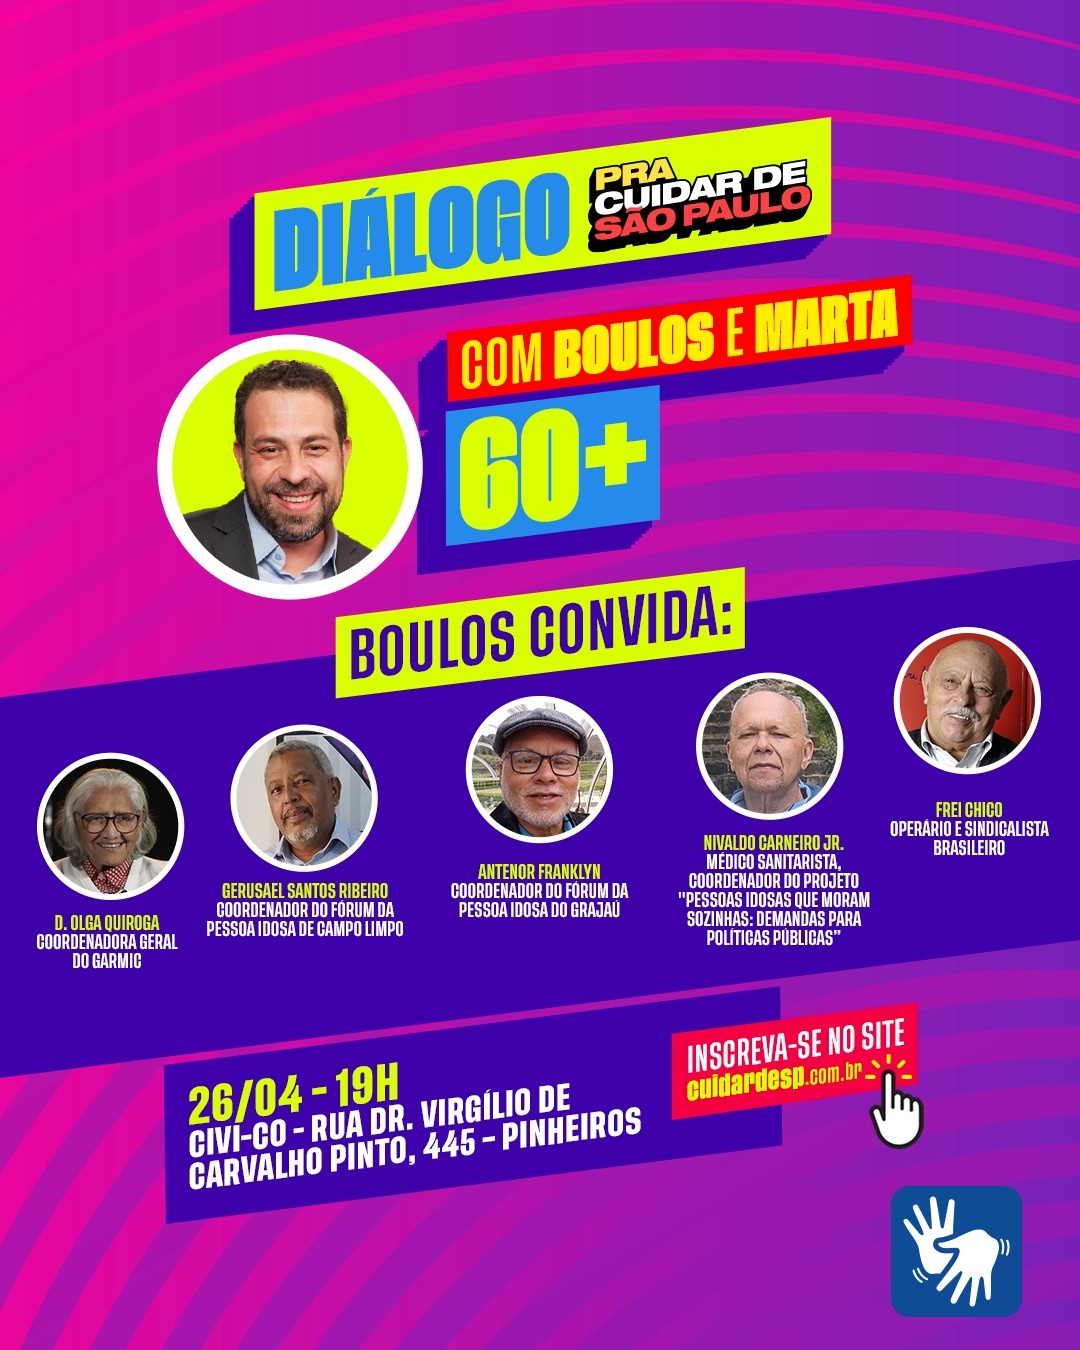 DIÁLOGO
PRA
CUIDAR DE
SÃO PAULO
COM BOULOS E MARTA
60+
BOULOS CONVIDA:
D. OLGA QUIROGA
COORDENADORA GERAL
DO GARMIC
GERUSAEL SANTOS RIBEIRO
COORDENADOR DO FÓRUM DA
PESSOA IDOSA DE CAMPO LIMPO
ANTENOR FRANKLYN
COORDENADOR DO FÓRUM DA
PESSOA IDOSA DO GRAJAÚ
NIVALDO CARNEIRO JR.
MÉDICO SANITARISTA,
COORDENADOR DO PROJETO
"PESSOAS IDOSAS QUE MORAM
SOZINHAS: DEMANDAS PARA
POLÍTICAS PÚBLICAS”
FREI CHICO
OPERÁRIO E SINDICALISTA
BRASILEIRO
26/04 - 19H
CIVI-CO - RUA DR. VIRGÍLIO DE
CARVALHO PINTO, 445 - PINHEIROS
INSCREVA-SE NO SITE
cuidardesp.com.br